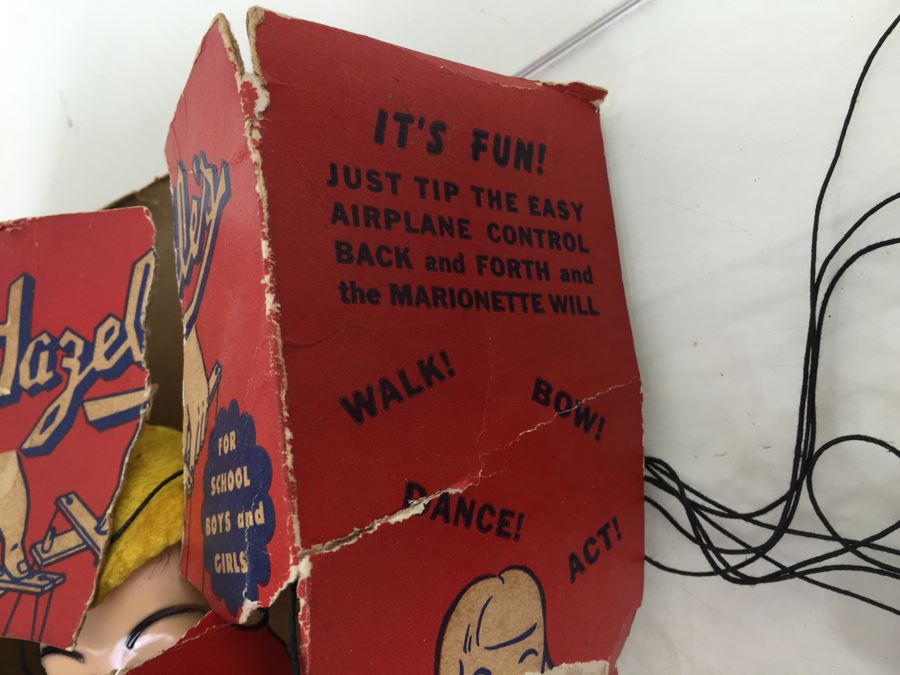 IT'S FUN!
JUST TIP THE EASY
AIRPLANE CONTROL
BACK and FORTH and
the MARIONETTE WILL
WALK!
BOW!
DANCE!
ACT!
Hazel
FOR
SCHOOL
BOYS and
GIRLS